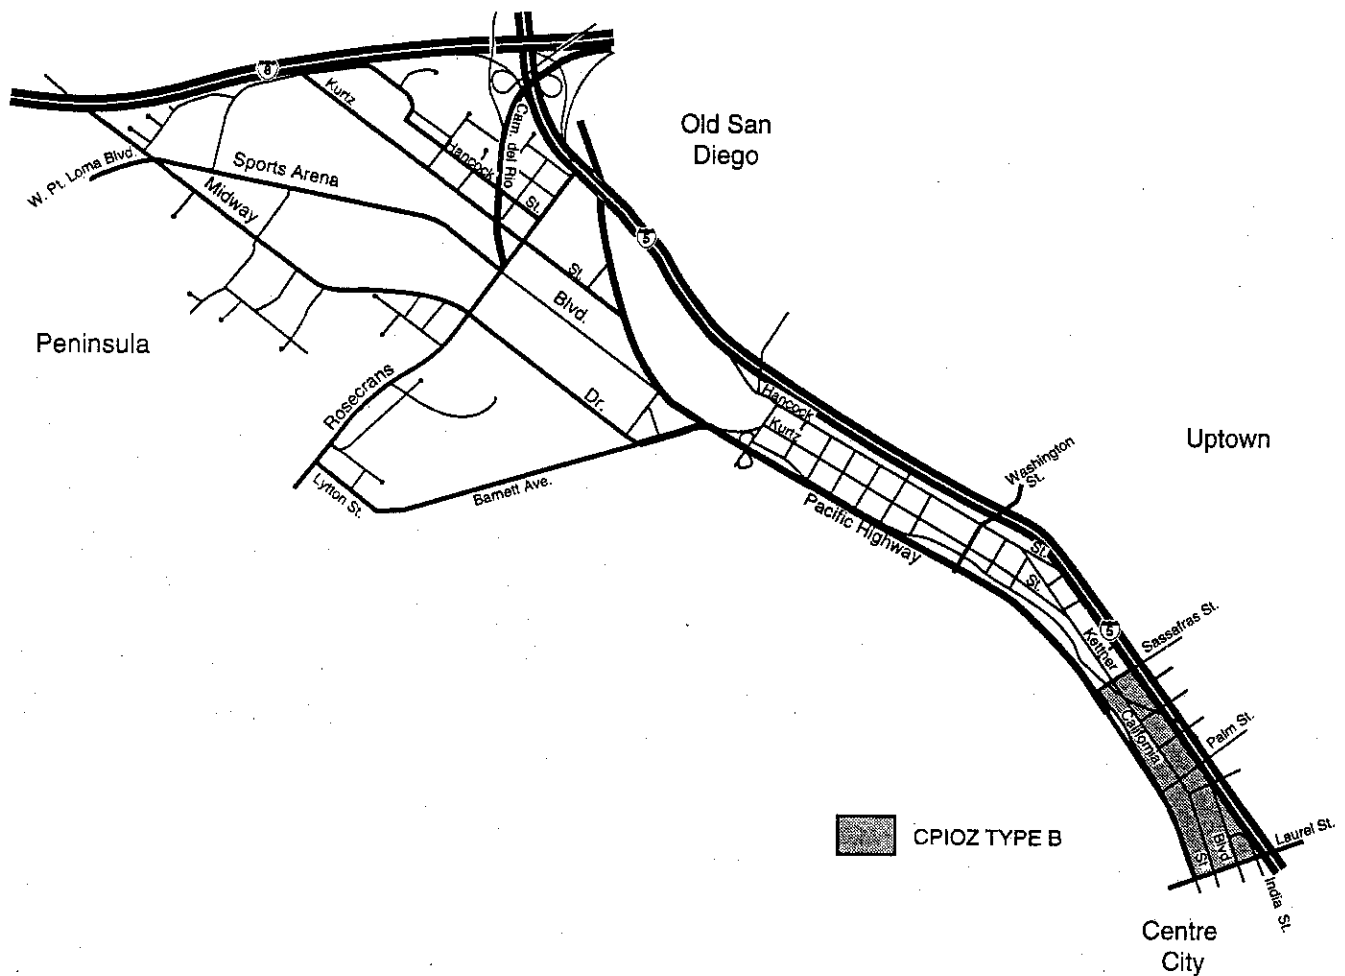 8
Kurtz
Cam. del Rio
Old San
Diego
Hancock
W. Pt. Loma Blvd.
Sports Arena
Midway
St.
5
St.
Blvd.
Peninsula
Rosecrans
Dr.
Hancock
Kurtz
Uptown
Washington
St.
Lytton St.
Barnett Ave.
Pacific Highway
St.
St.
5
Sassafras St.
Kettner
California
Palm St.
CPIOZ TYPE B
Blvd.
St.
Laurel St.
India St.
Centre
City